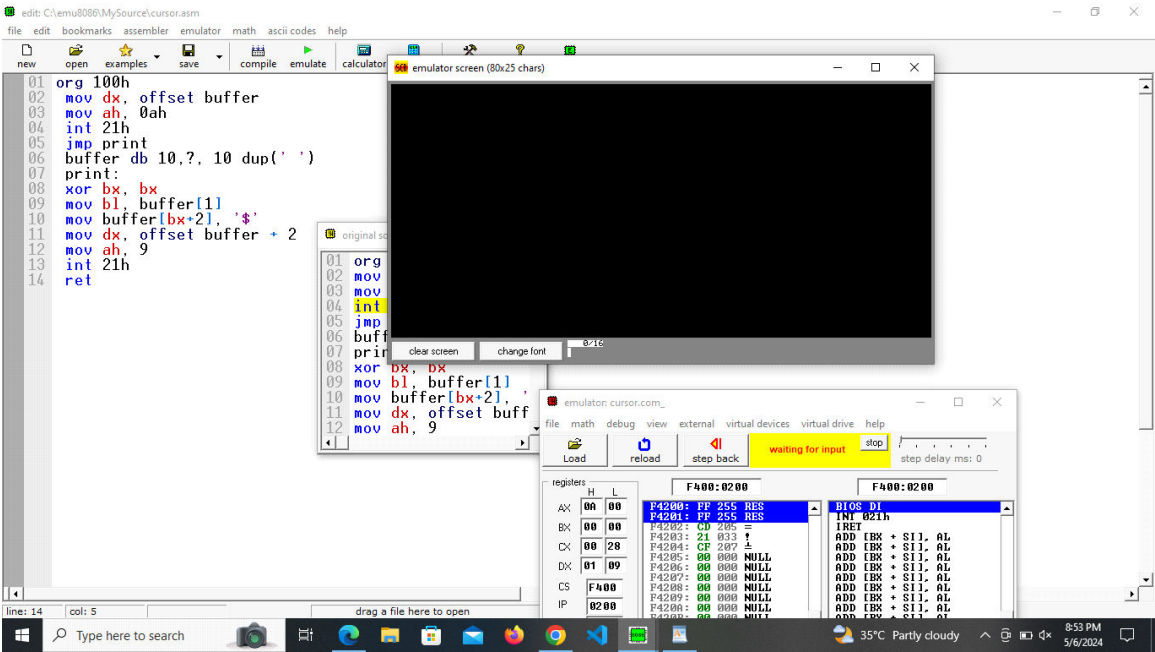 edit: C:\emu8086\MySource\cursor.asm
file edit bookmarks assembler emulator math ascii codes help
new open examples save compile emulate calculator
01 org 100h
02 mov dx, offset buffer
03 mov ah, 0ah
04 int 21h
05 jmp print
06 buffer db 10,?, 10 dup(' ')
07 print:
08 xor bx, bx
09 mov bl, buffer[1]
10 mov buffer[bx+2], '$'
11 mov dx, offset buffer + 2
12 mov ah, 9
13 int 21h
14 ret
emulator screen (80x25 chars)
clear screen change font 0/16
original so
01 org
02 mov
03 mov
04 int
05 jmp
06 buff
07 prin
08 xor bx, bx
09 mov bl, buffer[1]
10 mov buffer[bx+2], '
11 mov dx, offset buff
12 mov ah, 9
emulator: cursor.com_
file math debug view external virtual devices virtual drive help
Load reload step back waiting for input stop step delay ms: 0
registers F400:0200 F400:0200
H L
AX 0A 00
BX 00 00
CX 00 28
DX 01 09
CS F400
IP 0200
F4200: FF 255 RES
F4201: FF 255 RES
F4202: CD 205 =
F4203: 21 033 !
F4204: CF 207 ╧
F4205: 00 000 NULL
F4206: 00 000 NULL
F4207: 00 000 NULL
F4208: 00 000 NULL
F4209: 00 000 NULL
F420A: 00 000 NULL
BIOS DI
INT 021h
IRET
ADD [BX + SI], AL
ADD [BX + SI], AL
ADD [BX + SI], AL
ADD [BX + SI], AL
ADD [BX + SI], AL
ADD [BX + SI], AL
ADD [BX + SI], AL
ADD [BX + SI], AL
line: 14 col: 5 drag a file here to open
Type here to search
35°C Partly cloudy
8:53 PM
5/6/2024